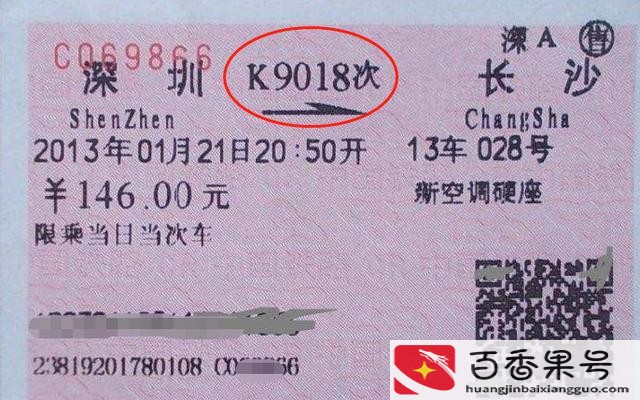 深A 售
C069866
深 圳 K9018次 长 沙
ShenZhen ChangSha
2013年01月21日20:50开 13车 028号
￥146.00元 新空调硬座
限乘当日当次车
23819201780108 C0 66
百香果号
huangjinbaixiangguo.com